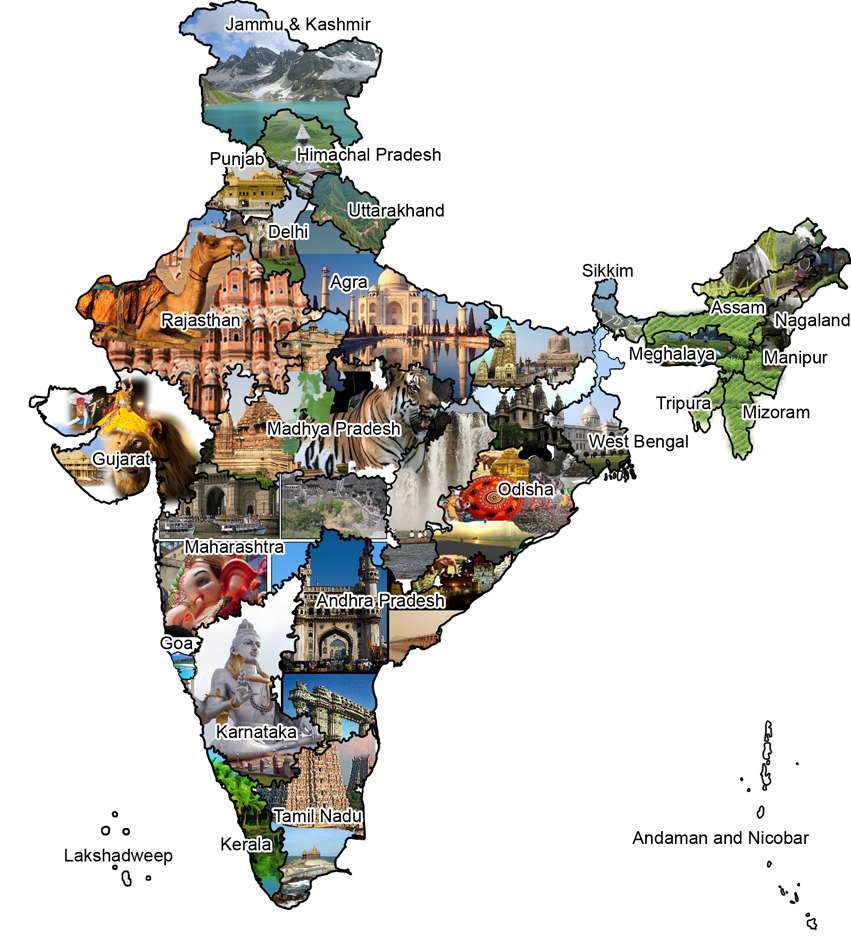 Jammu & Kashmir
Punjab
Himachal Pradesh
Uttarakhand
Delhi
Sikkim
Agra
Assam
Rajasthan
Nagaland
Meghalaya
Manipur
Tripura
Mizoram
Madhya Pradesh
West Bengal
Gujarat
Odisha
Maharashtra
Andhra Pradesh
Goa
Karnataka
Tamil Nadu
Kerala
Andaman and Nicobar
Lakshadweep